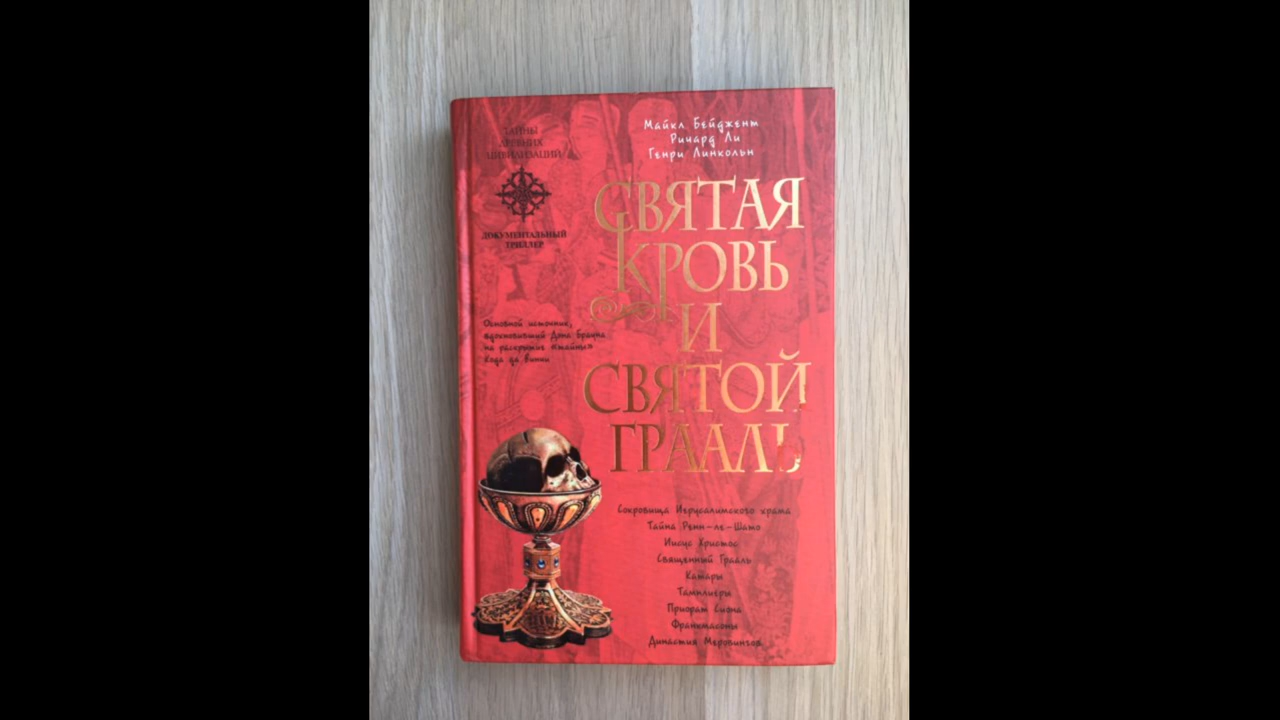 ТАЙНЫ
ДРЕВНИХ
ЦИВИЛИЗАЦИЙ
ДОКУМЕНТАЛЬНЫЙ
ТРИЛЛЕР
Майкл Бейджент
Ричард Ли
Генри Линкольн
СВЯТАЯ
КРОВЬ
И
СВЯТОЙ
ГРААЛЬ
Основной источник,
вдохновивший Дэна Брауна
на раскрытие «тайны»
Кода да Винчи
Сокровища Иерусалимского храма
Тайна Ренн-ле-Шато
Иисус Христос
Священный Грааль
Катары
Тамплиеры
Приорат Сиона
Франкмасоны
Династия Меровингов